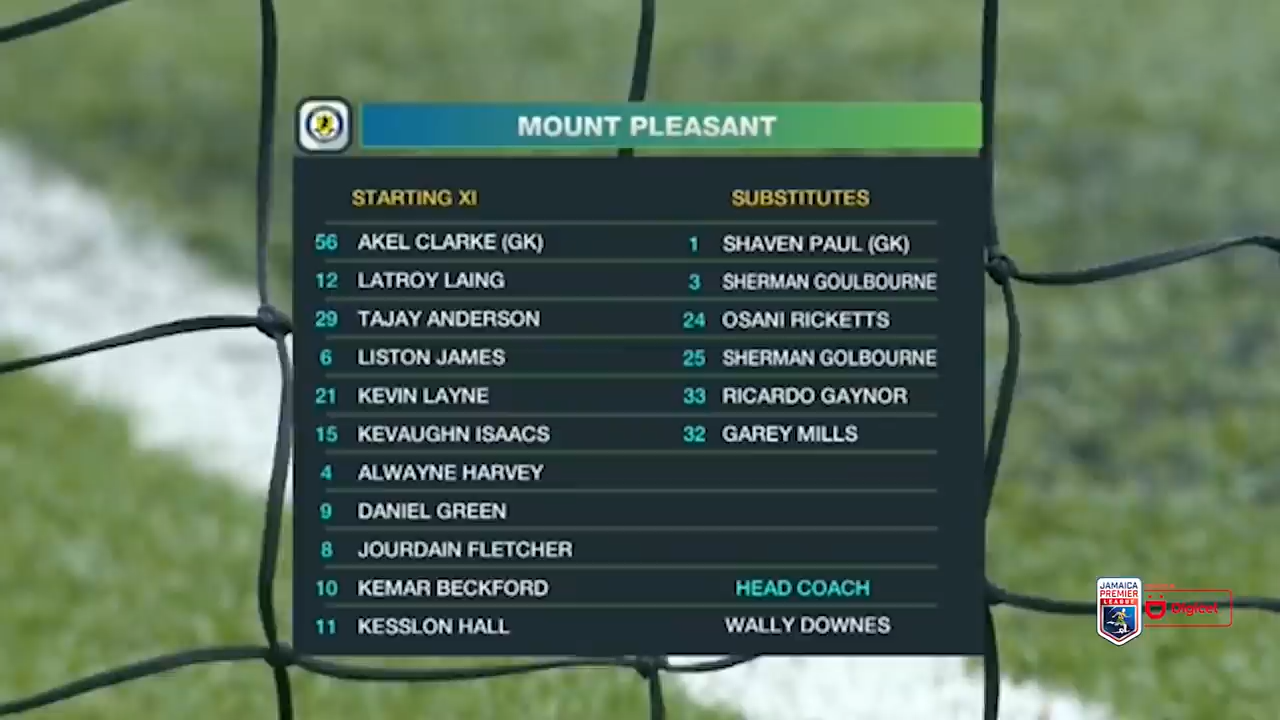 MOUNT PLEASANT
STARTING XI
56 AKEL CLARKE (GK)
12 LATROY LAING
29 TAJAY ANDERSON
6 LISTON JAMES
21 KEVIN LAYNE
15 KEVAUGHN ISAACS
4 ALWAYNE HARVEY
9 DANIEL GREEN
8 JOURDAIN FLETCHER
10 KEMAR BECKFORD
11 KESSLON HALL
SUBSTITUTES
1 SHAVEN PAUL (GK)
3 SHERMAN GOULBOURNE
24 OSANI RICKETTS
25 SHERMAN GOLBOURNE
33 RICARDO GAYNOR
32 GAREY MILLS
HEAD COACH
WALLY DOWNES
JAMAICA
PREMIER
LEAGUE
Digicel